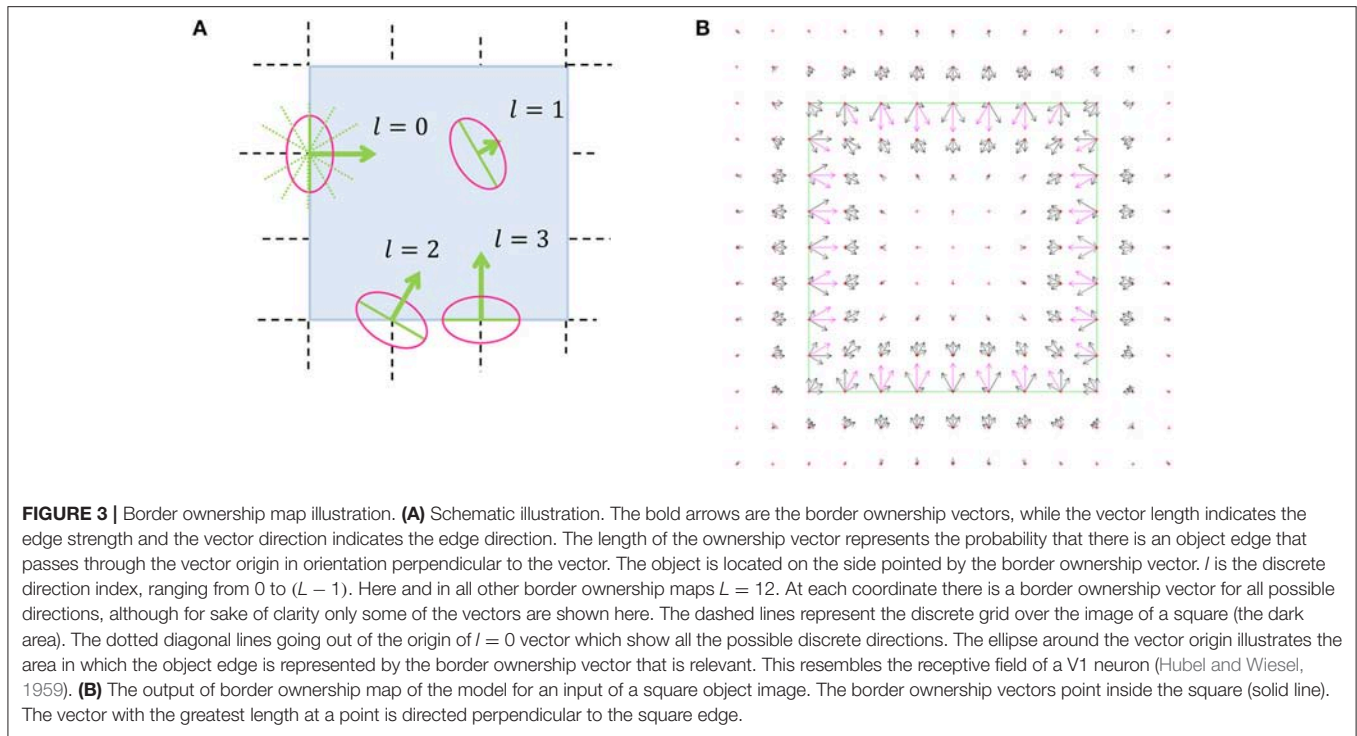 A
B
l = 0
l = 1
l = 2
l = 3
FIGURE 3 | Border ownership map illustration. (A) Schematic illustration. The bold arrows are the border ownership vectors, while the vector length indicates the
edge strength and the vector direction indicates the edge direction. The length of the ownership vector represents the probability that there is an object edge that
passes through the vector origin in orientation perpendicular to the vector. The object is located on the side pointed by the border ownership vector. l is the discrete
direction index, ranging from 0 to (L − 1). Here and in all other border ownership maps L = 12. At each coordinate there is a border ownership vector for all possible
directions, although for sake of clarity only some of the vectors are shown here. The dashed lines represent the discrete grid over the image of a square (the dark
area). The dotted diagonal lines going out of the origin of l = 0 vector which show all the possible discrete directions. The ellipse around the vector origin illustrates the
area in which the object edge is represented by the border ownership vector that is relevant. This resembles the receptive field of a V1 neuron (Hubel and Wiesel,
1959). (B) The output of border ownership map of the model for an input of a square object image. The border ownership vectors point inside the square (solid line).
The vector with the greatest length at a point is directed perpendicular to the square edge.